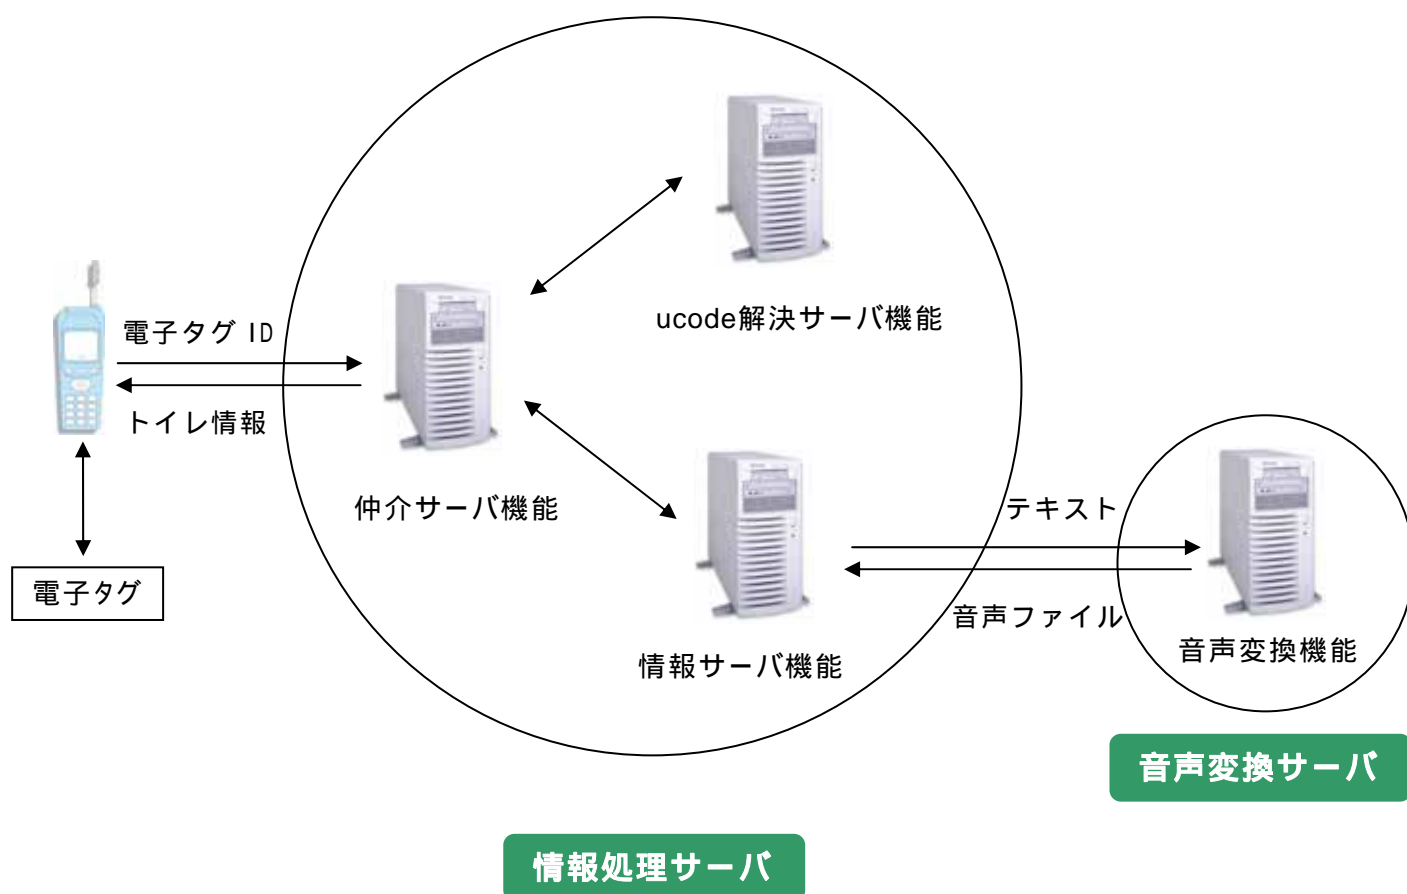 ucode解決サーバ機能
電子タグ ID
トイレ情報
仲介サーバ機能
テキスト
電子タグ
音声ファイル
音声変換機能
情報サーバ機能
音声変換サーバ
情報処理サーバ